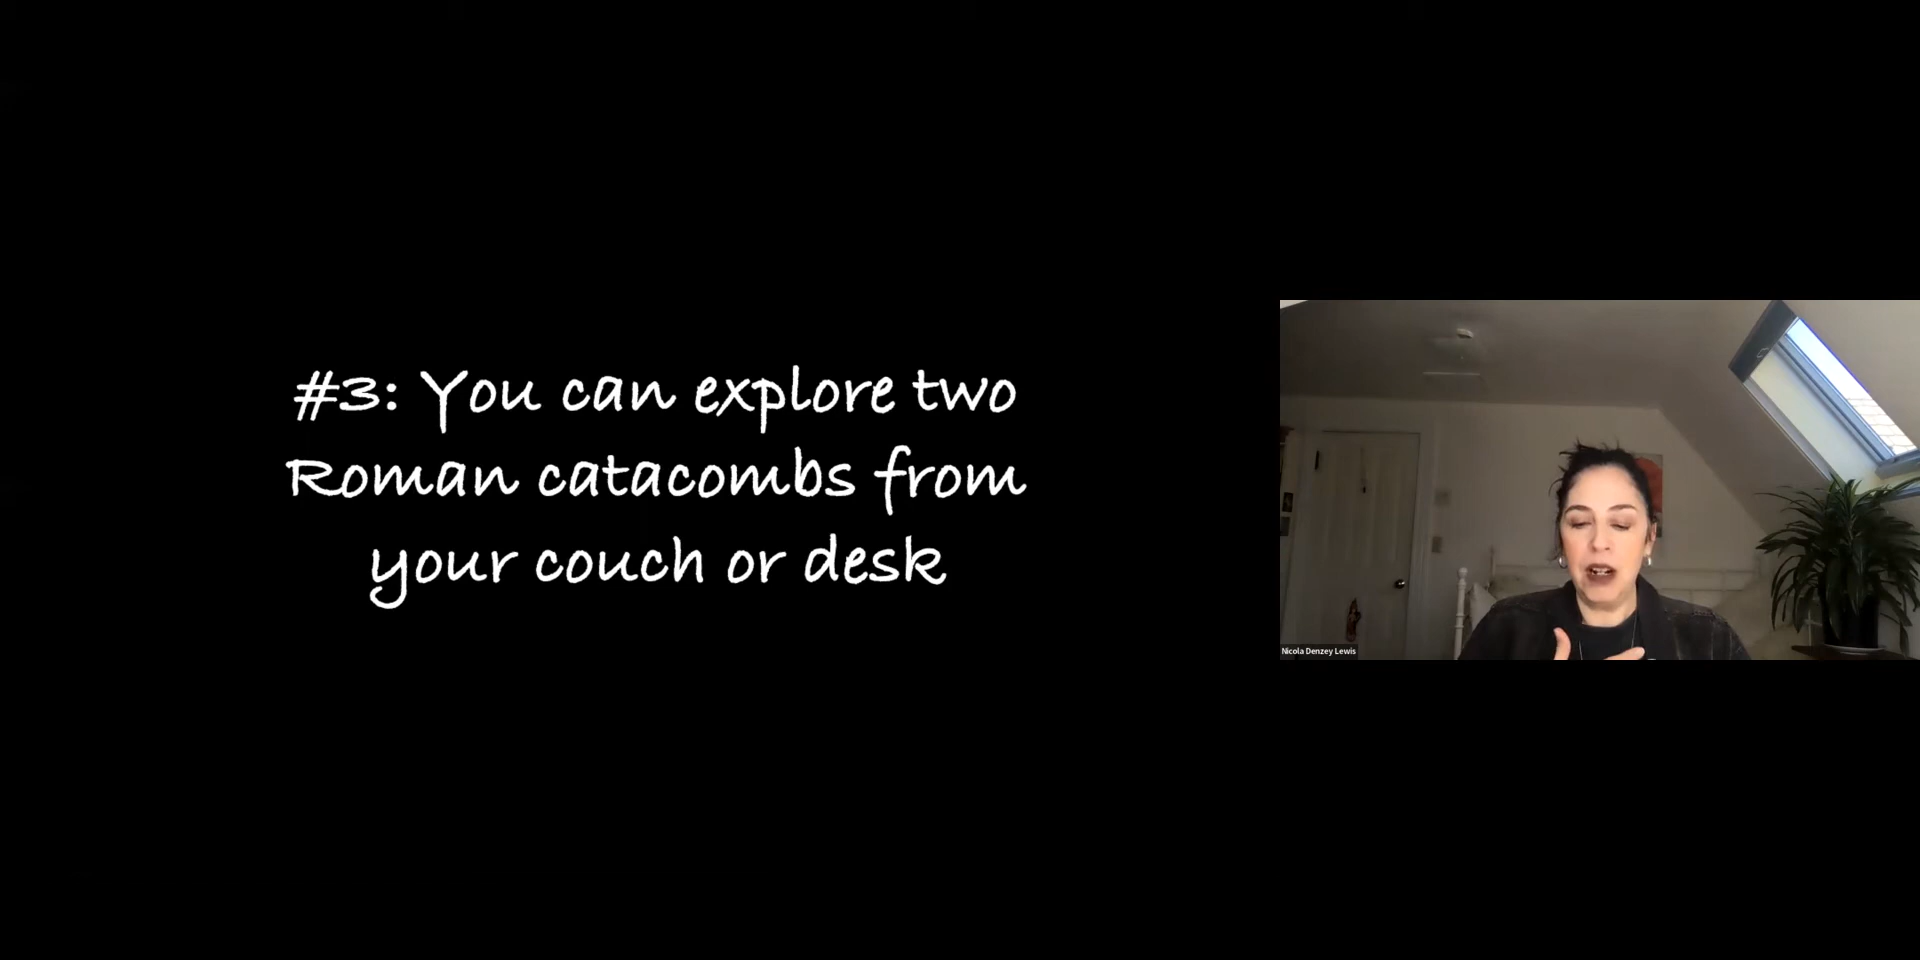 #3: You can explore two
Roman catacombs from
your couch or desk
Nicola Denzey Lewis